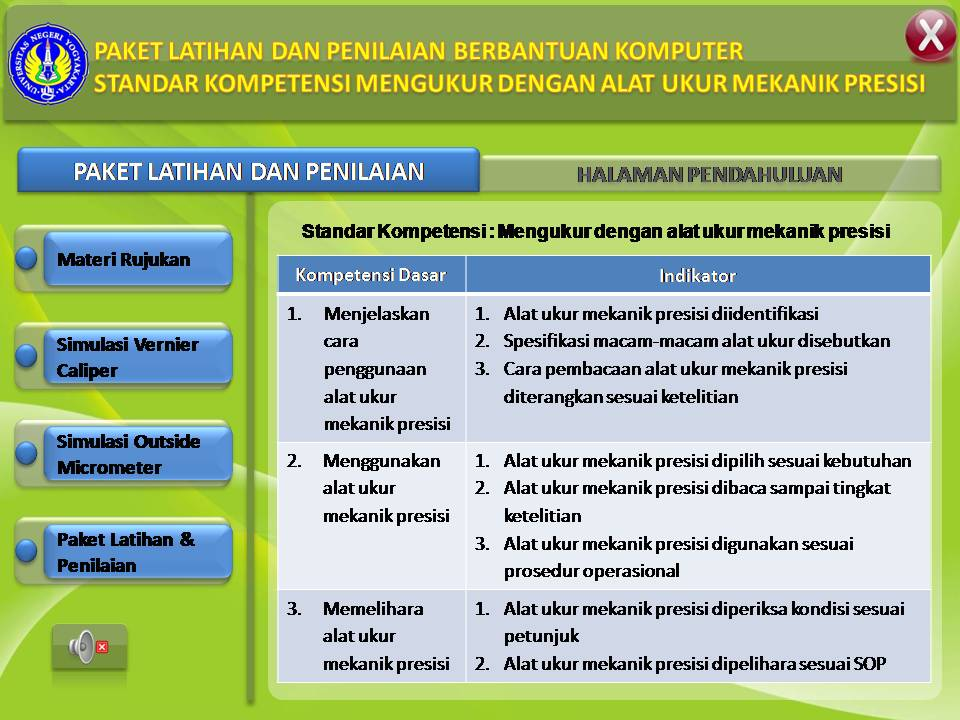 PAKET LATIHAN DAN PENILAIAN BERBANTUAN KOMPUTER
STANDAR KOMPETENSI MENGUKUR DENGAN ALAT UKUR MEKANIK PRESISI
UNIVERSITAS NEGERI YOGYAKARTA
X
PAKET LATIHAN DAN PENILAIAN
HALAMAN PENDAHULUAN
Materi Rujukan
Simulasi Vernier
Caliper
Simulasi Outside
Micrometer
Paket Latihan &
Penilaian
Standar Kompetensi : Mengukur dengan alat ukur mekanik presisi
Kompetensi Dasar
Indikator
1. Menjelaskan
cara
penggunaan
alat ukur
mekanik presisi
1. Alat ukur mekanik presisi diidentifikasi
2. Spesifikasi macam-macam alat ukur disebutkan
3. Cara pembacaan alat ukur mekanik presisi
diterangkan sesuai ketelitian
2. Menggunakan
alat ukur
mekanik presisi
1. Alat ukur mekanik presisi dipilih sesuai kebutuhan
2. Alat ukur mekanik presisi dibaca sampai tingkat
ketelitian
3. Alat ukur mekanik presisi digunakan sesuai
prosedur operasional
3. Memelihara
alat ukur
mekanik presisi
1. Alat ukur mekanik presisi diperiksa kondisi sesuai
petunjuk
2. Alat ukur mekanik presisi dipelihara sesuai SOP